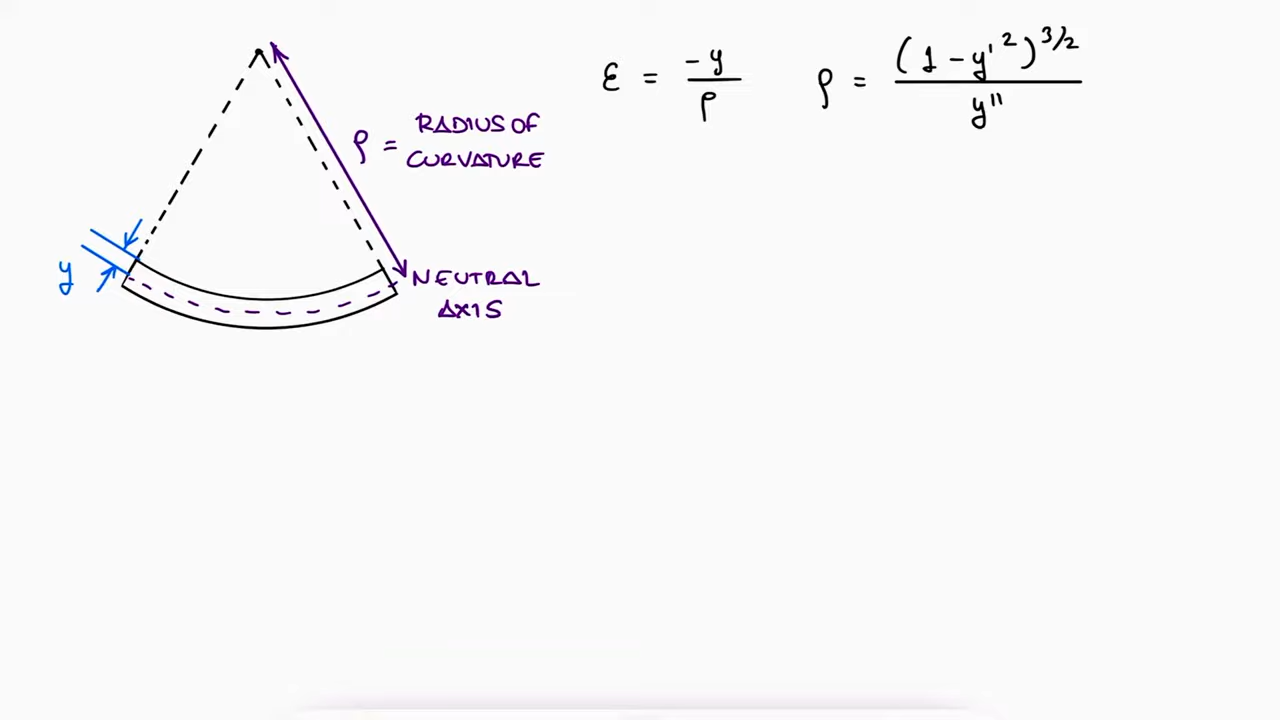 ε = -y/ρ
ρ = (1 - y'²)^3/2 / y"
ρ = RADIUS OF
CURVATURE
y
NEUTRAL
AXIS